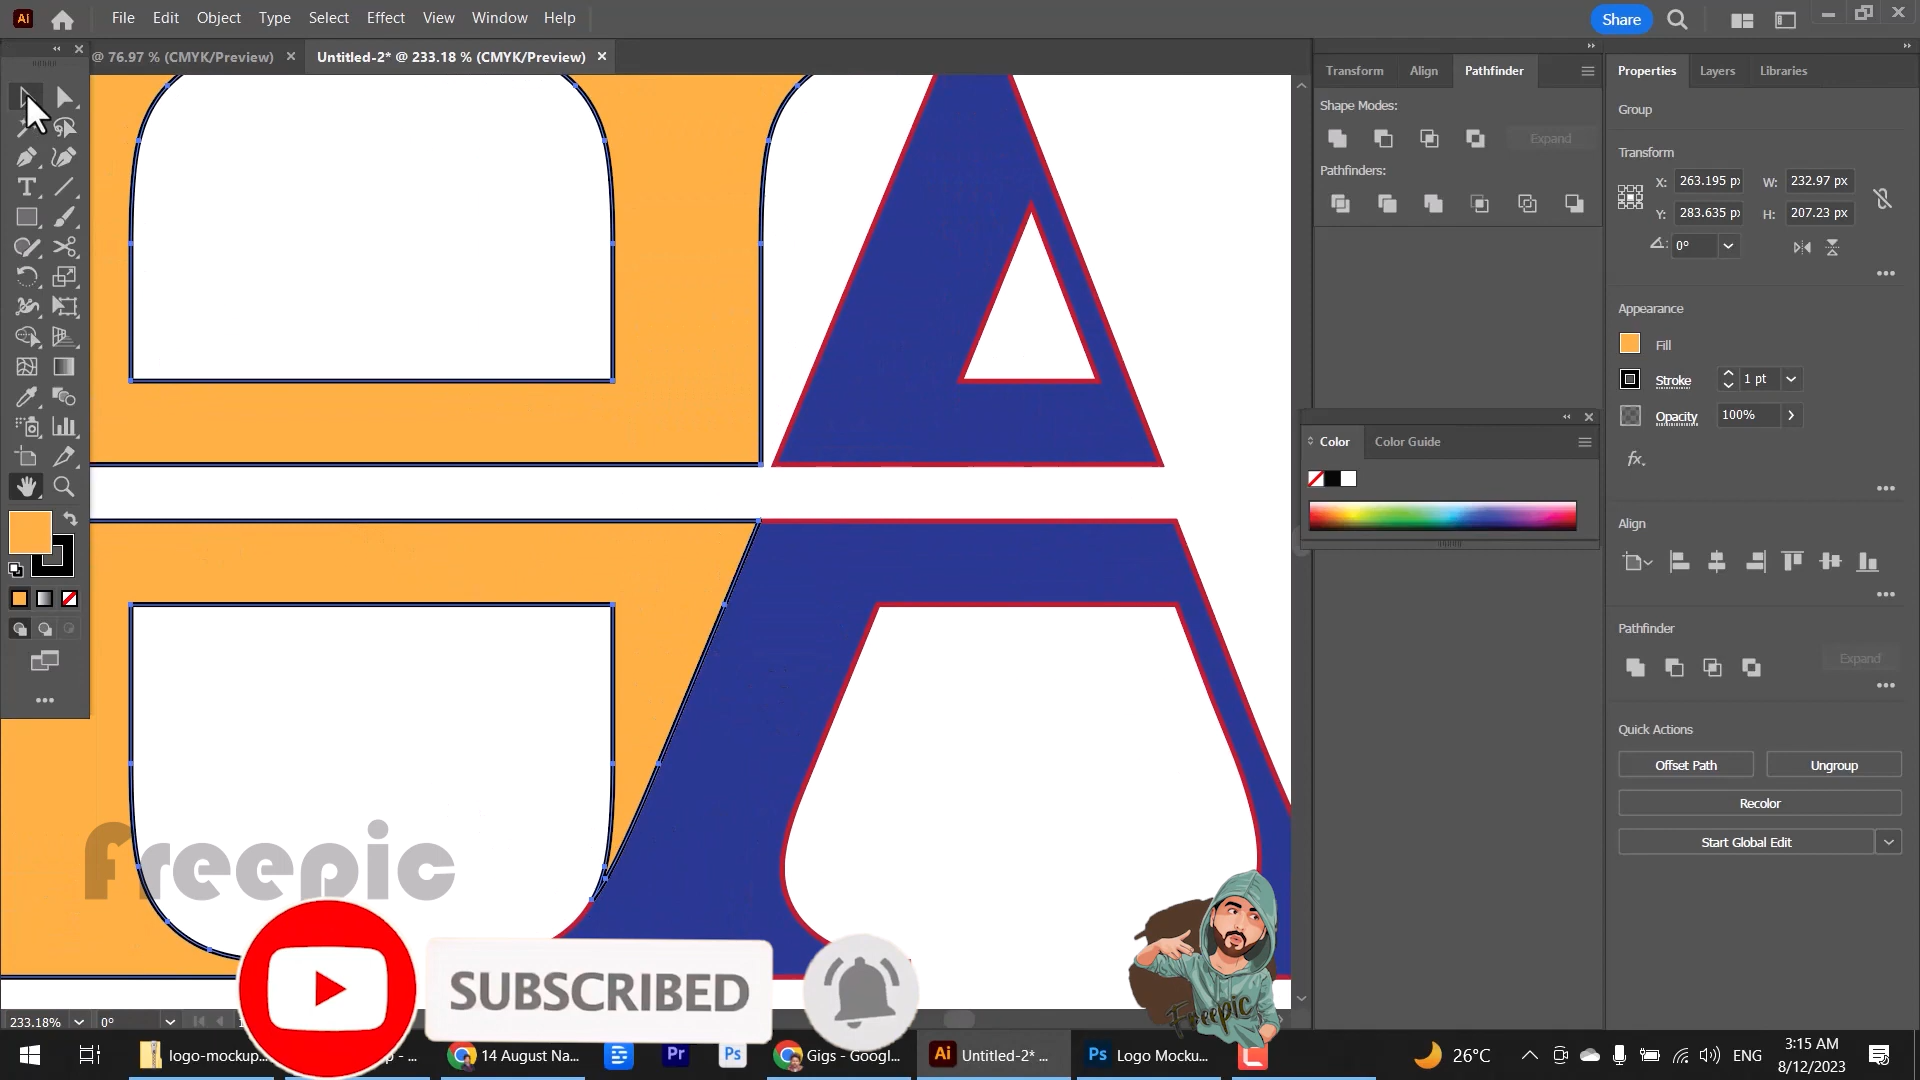 Ai
File Edit Object Type Select Effect View Window Help
Share
@ 76.97 % (CMYK/Preview)
Untitled-2* @ 233.18 % (CMYK/Preview)
Transform Align Pathfinder
Shape Modes:
Expand
Pathfinders:
Properties Layers Libraries
Group
Transform
X: 263.195 p W: 232.97 px
Y: 283.635 p H: 207.23 px
0°
Appearance
Fill
Stroke 1 pt
Opacity 100%
fx.
Color Color Guide
Align
Pathfinder
Expand
Quick Actions
Offset Path Ungroup
Recolor
Start Global Edit
freepic
SUBSCRIBED
Freepic
233.18% 0°
logo-mockup...
14 August Na...
Pr
Ps
Gigs - Googl...
Ai Untitled-2* ...
Ps Logo Mocku...
26°C
ENG
3:15 AM
8/12/2023